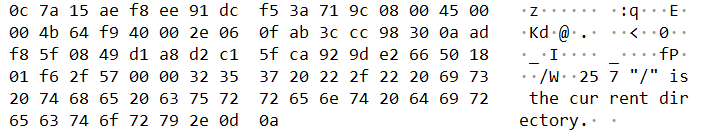 0c 7a 15 ae f8 ee 91 dc f5 3a 71 9c 08 00 45 00 ·z······ ·:q···E·
00 4b 64 f9 40 00 2e 06 0f ab 3c cc 98 30 0a ad ·Kd·@·.· ··<··0··
f8 5f 08 49 d1 a8 d2 c1 5f ca 92 9d e2 66 50 18 ·_·I···· _····fP·
01 f6 2f 57 00 00 32 35 37 20 22 2f 22 20 69 73 ··/W··25 7 "/" is
20 74 68 65 20 63 75 72 72 65 6e 74 20 64 69 72 the cur rent dir
65 63 74 6f 72 79 2e 0d 0a ectory.· ·